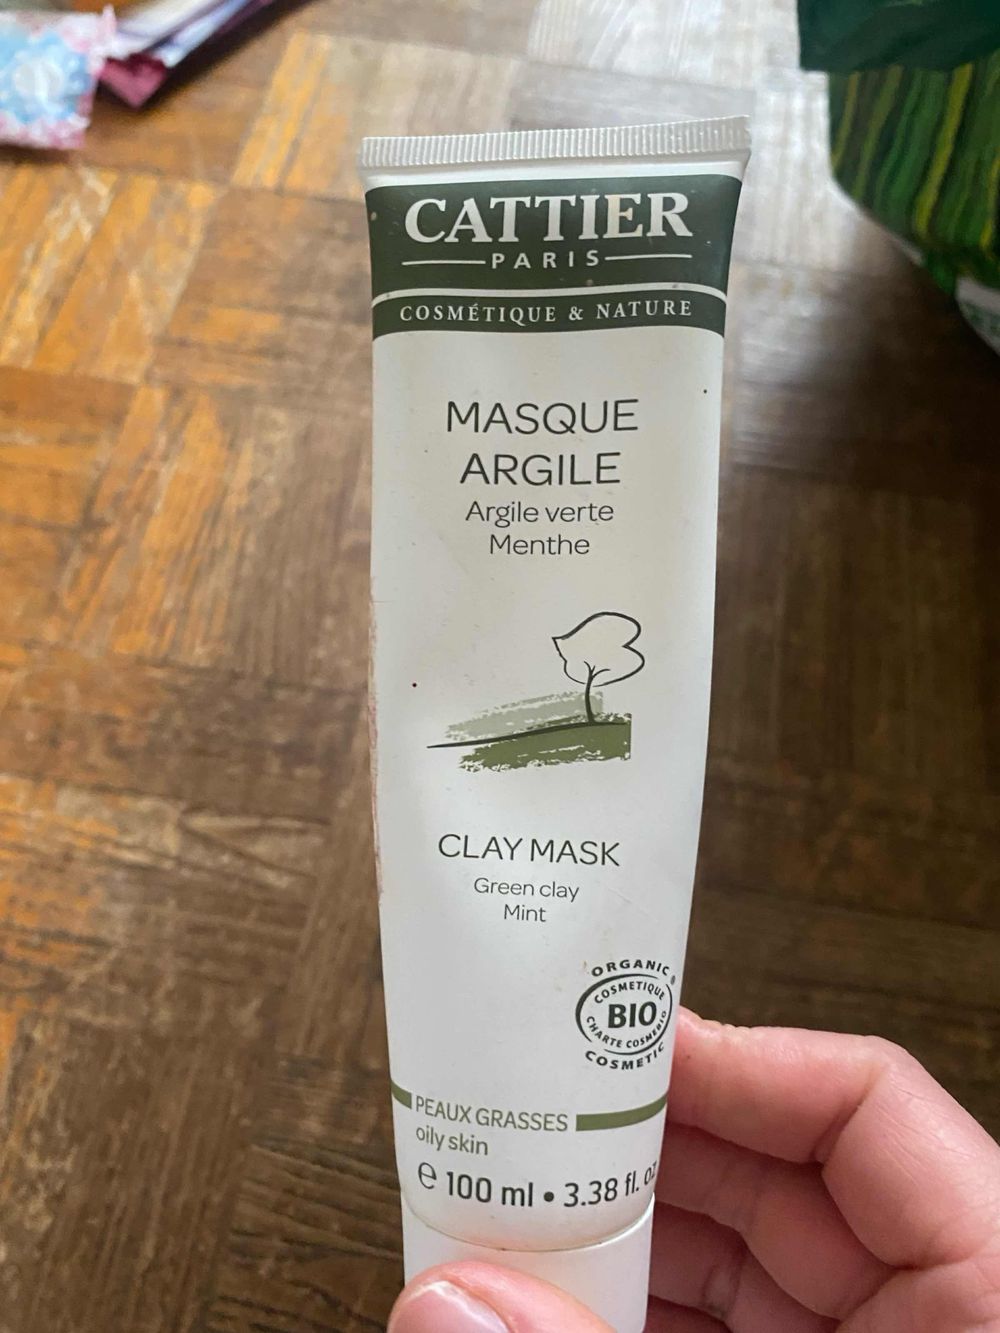 CATTIER
PARIS
COSMÉTIQUE & NATURE
MASQUE
ARGILE
Argile verte
Menthe
CLAY MASK
Green clay
Mint
ORGANIC®
COSMETIQUE
BIO
CHARTE COSMEBIO
COSMETIC
PEAUX GRASSES
oily skin
e 100 ml • 3.38 fl. oz